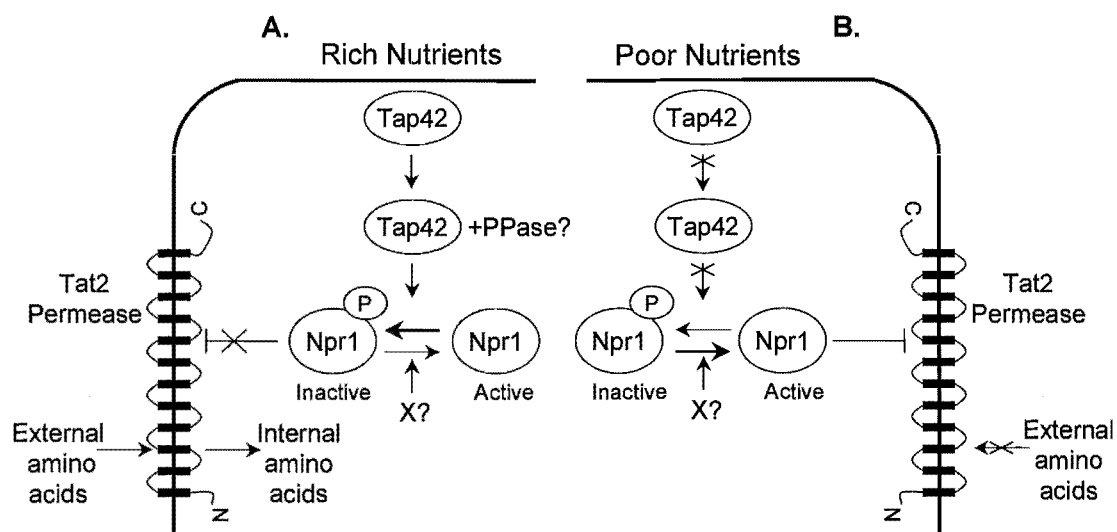 A.
Rich Nutrients
Tap42
Tap42 +PPase?
C
Tat2
Permease
P
Npr1
Npr1
Inactive
Active
X?
External
amino
acids
Internal
amino
acids
N
B.
Poor Nutrients
Tap42
Tap42
C
P
Npr1
Npr1
Inactive
Active
X?
Tat2
Permease
External
amino
acids
N